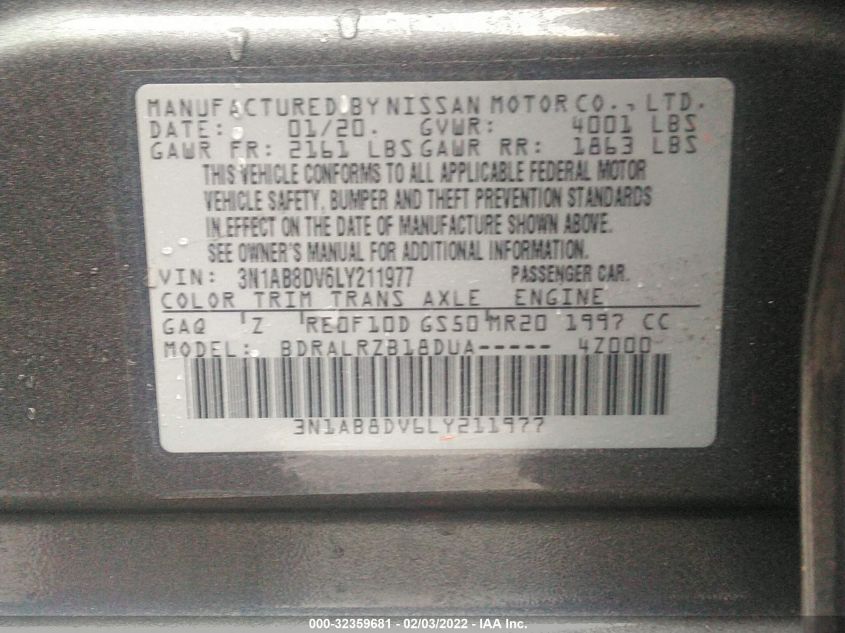 MANUFACTURED BY NISSAN MOTOR CO., LTD.
DATE: 01/20. GVWR: 4001 LBS
GAWR FR: 2161 LBS GAWR RR: 1863 LBS
THIS VEHICLE CONFORMS TO ALL APPLICABLE FEDERAL MOTOR
VEHICLE SAFETY, BUMPER AND THEFT PREVENTION STANDARDS
IN EFFECT ON THE DATE OF MANUFACTURE SHOWN ABOVE.
SEE OWNER'S MANUAL FOR ADDITIONAL INFORMATION.
VIN: 3N1AB8DV6LY211977 PASSENGER CAR.
COLOR TRIM TRANS AXLE ENGINE
GAQ Z RE0F10D GS50 MR20 1997 CC
MODEL: BDRALRZB18DUA----- 4Z000
3N1AB8DV6LY211977
000-32359681 - 02/03/2022 - IAA Inc.